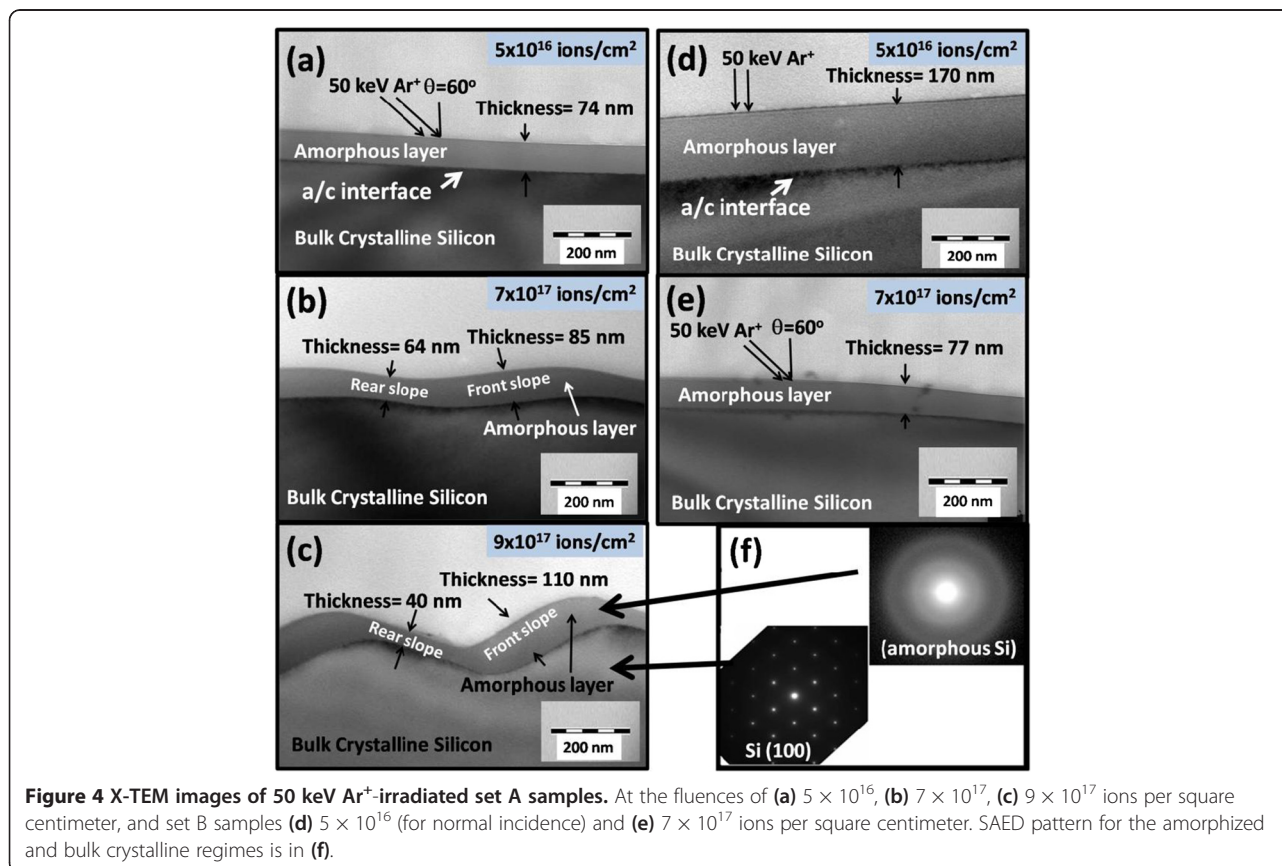 (a)
5x10¹⁶ ions/cm²
50 keV Ar⁺ θ=60º
Thickness= 74 nm
Amorphous layer
a/c interface
Bulk Crystalline Silicon
200 nm
(d)
5x10¹⁶ ions/cm²
50 keV Ar⁺
Thickness= 170 nm
Amorphous layer
a/c interface
Bulk Crystalline Silicon
200 nm
(b)
7x10¹⁷ ions/cm²
Thickness= 64 nm
Thickness= 85 nm
Rear slope
Front slope
Amorphous layer
Bulk Crystalline Silicon
200 nm
(e)
7x10¹⁷ ions/cm²
50 keV Ar⁺ θ=60º
Thickness= 77 nm
Amorphous layer
Bulk Crystalline Silicon
200 nm
(c)
9x10¹⁷ ions/cm²
Thickness= 110 nm
Thickness= 40 nm
Rear slope
Front slope
Amorphous layer
Bulk Crystalline Silicon
200 nm
(f)
(amorphous Si)
Si (100)
Figure 4 X-TEM images of 50 keV Ar⁺-irradiated set A samples. At the fluences of (a) 5 × 10¹⁶, (b) 7 × 10¹⁷, (c) 9 × 10¹⁷ ions per square
centimeter, and set B samples (d) 5 × 10¹⁶ (for normal incidence) and (e) 7 × 10¹⁷ ions per square centimeter. SAED pattern for the amorphized
and bulk crystalline regimes is in (f).